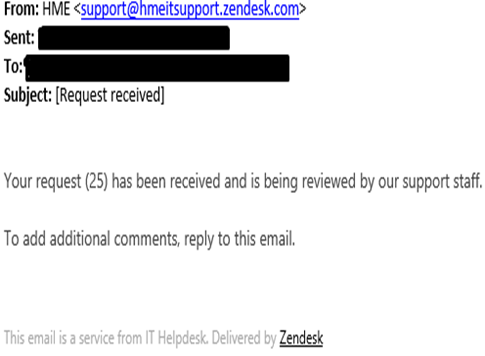 From: HME <support@hmeitsupport.zendesk.com>
Sent:
To:
Subject: [Request received]
Your request (25) has been received and is being reviewed by our support staff.
To add additional comments, reply to this email.
This email is a service from IT Helpdesk. Delivered by Zendesk